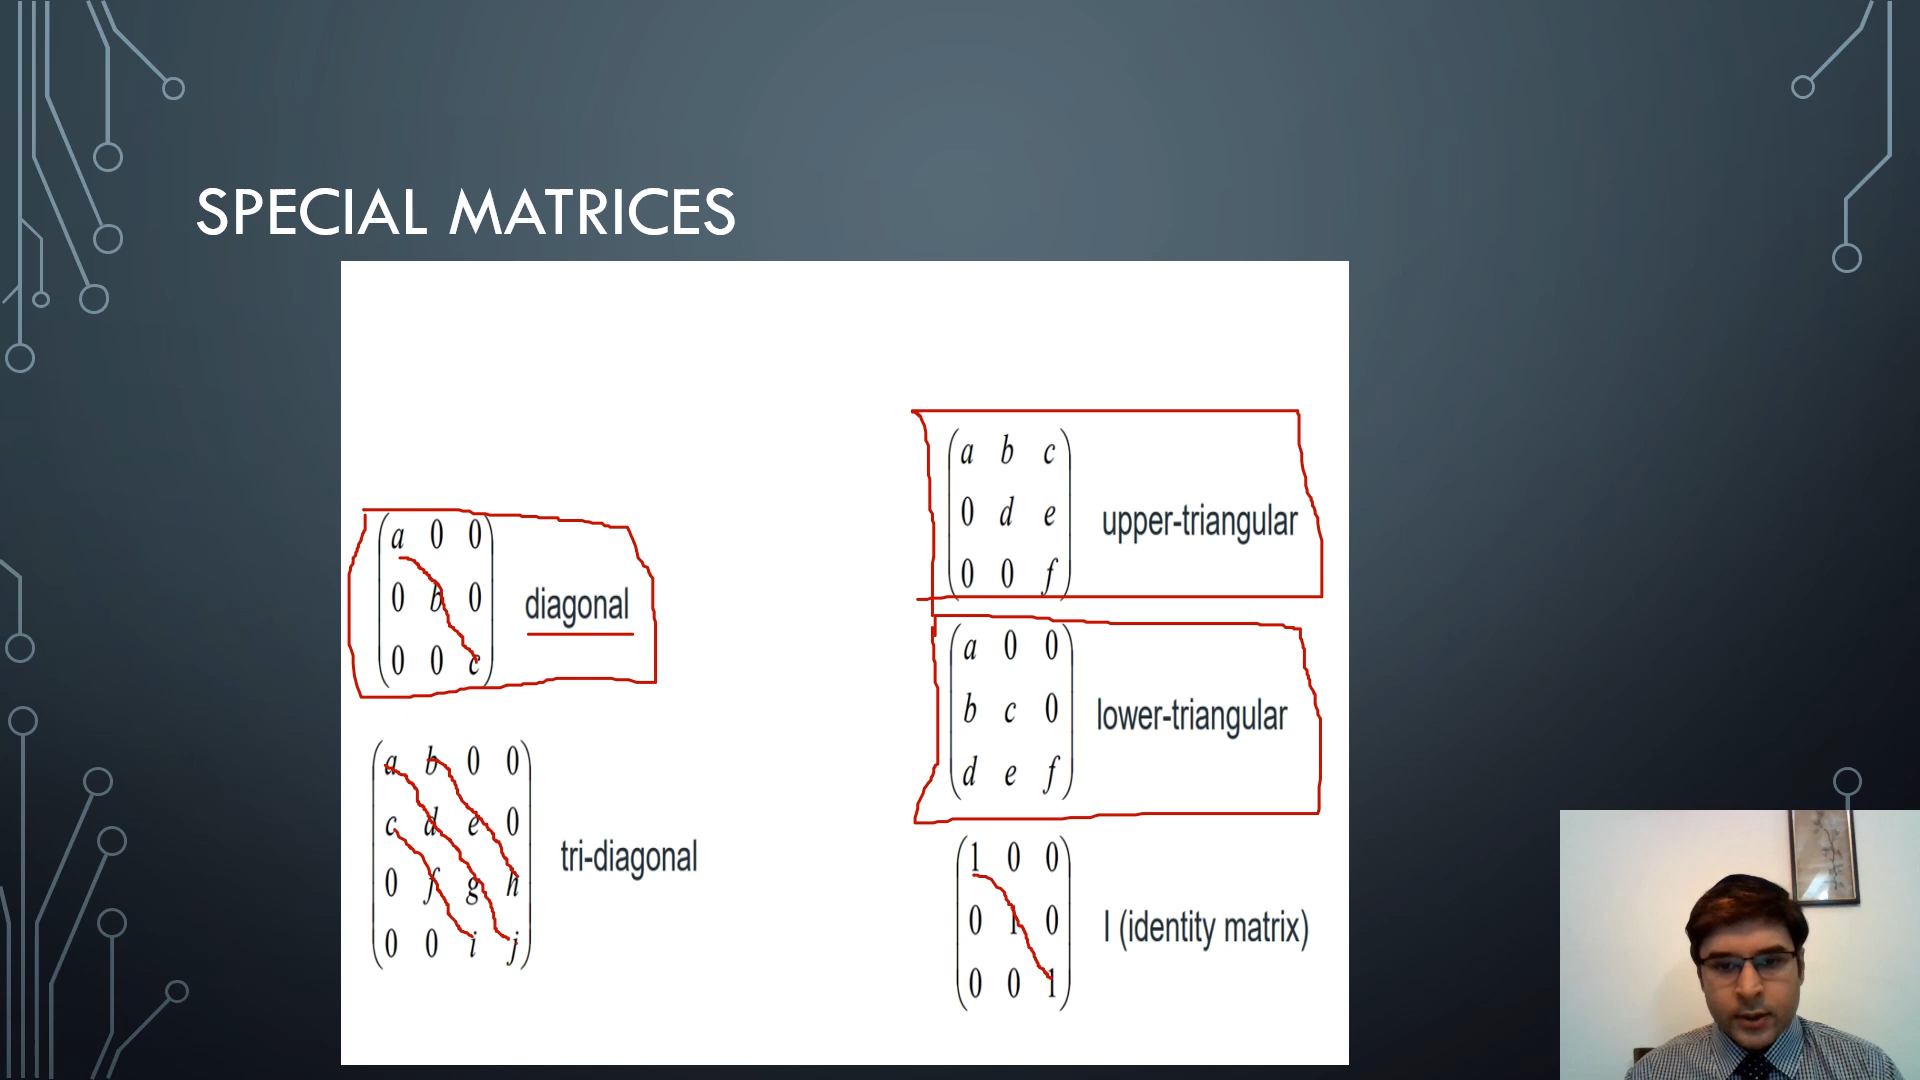 SPECIAL MATRICES
a 0 0
0 b 0
0 0 c
diagonal
a b 0 0
c d e 0
0 f g h
0 0 i j
tri-diagonal
a b c
0 d e
0 0 f
upper-triangular
a 0 0
b c 0
d e f
lower-triangular
1 0 0
0 1 0
0 0 1
I (identity matrix)